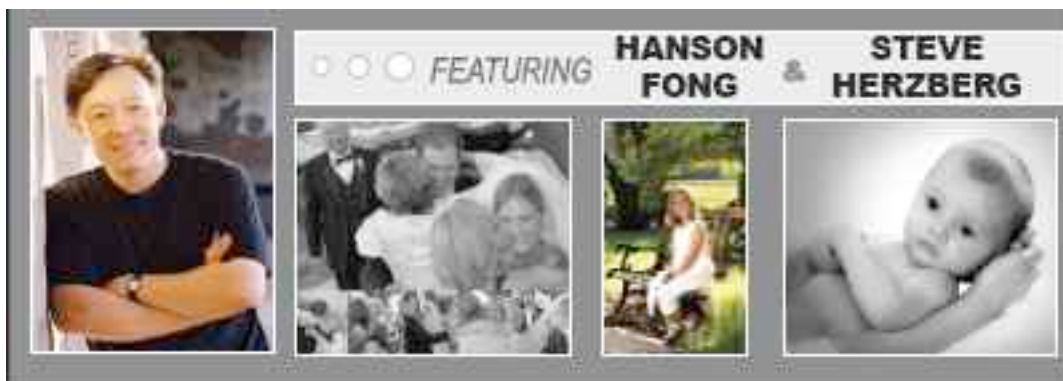 FEATURING
HANSON
FONG
&
STEVE
HERZBERG